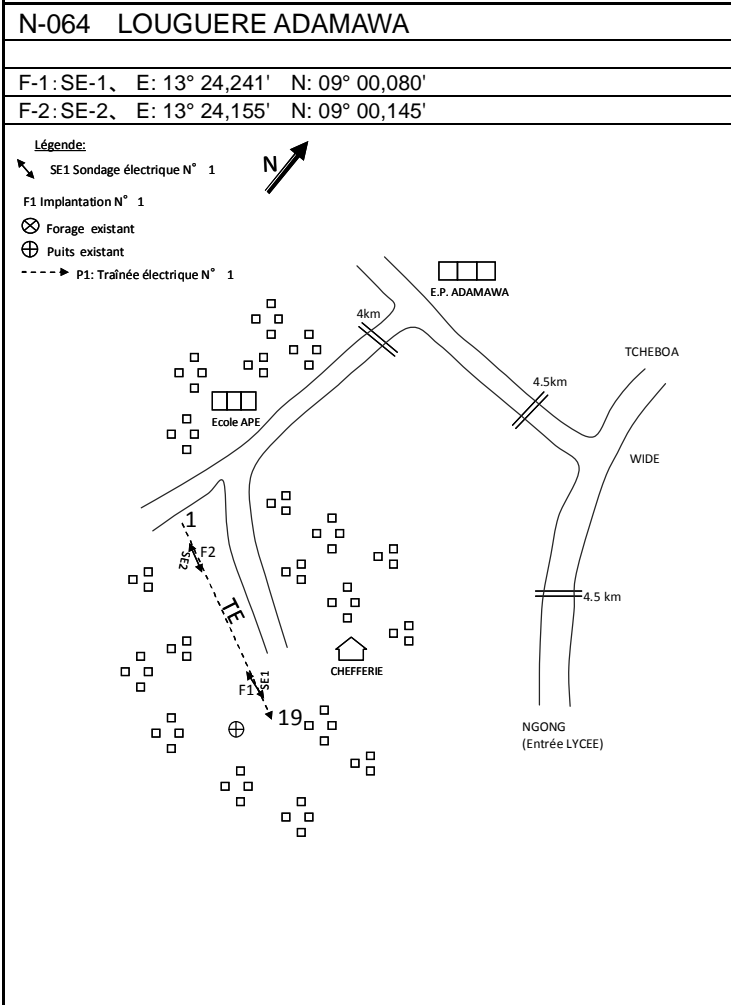 N-064 LOUGUERE ADAMAWA
F-1:SE-1、 E: 13° 24,241' N: 09° 00,080'
F-2:SE-2、 E: 13° 24,155' N: 09° 00,145'
Légende:
SE1 Sondage électrique N° 1
N
F1 Implantation N° 1
Forage existant
Puits existant
P1: Traînée électrique N° 1
E.P. ADAMAWA
4km
TCHEBOA
4.5km
Ecole APE
WIDE
1
SE2
F2
4.5 km
TE
CHEFFERIE
F1
SE1
19
NGONG
(Entrée LYCEE)